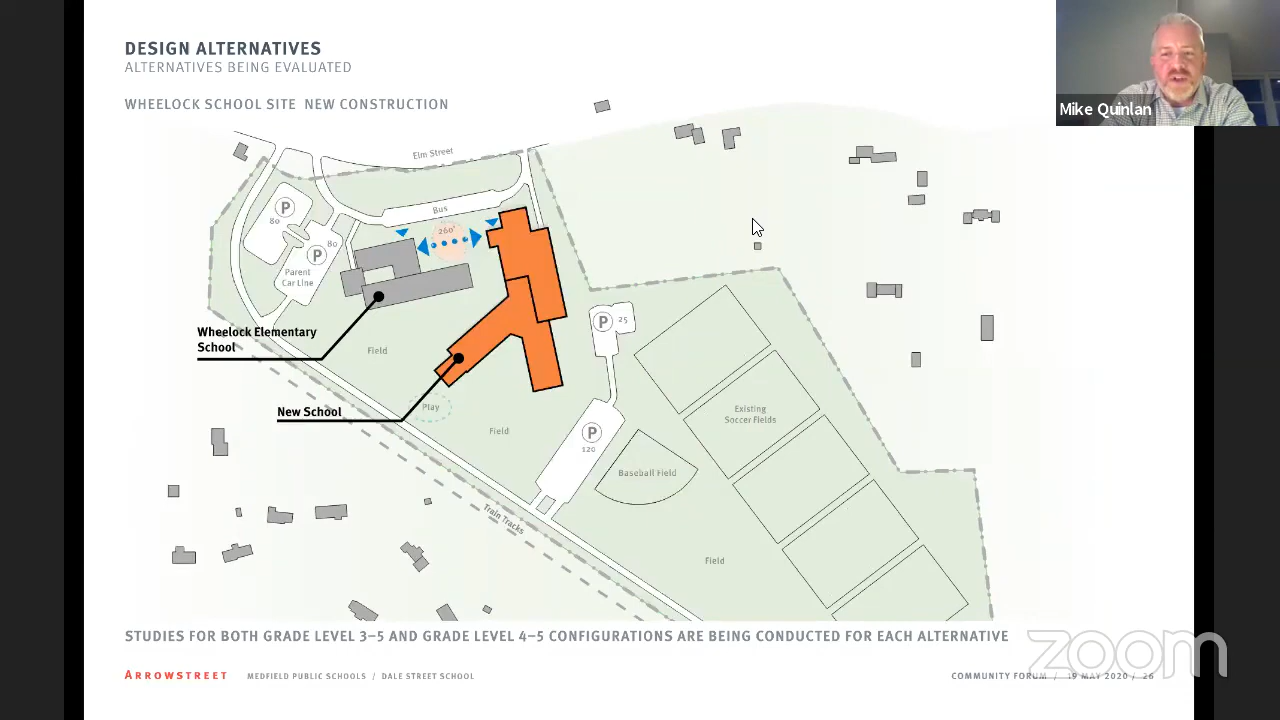 DESIGN ALTERNATIVES
ALTERNATIVES BEING EVALUATED
WHEELOCK SCHOOL SITE NEW CONSTRUCTION
Mike Quinlan
Elm Street
Bus
P
80
260'
P
80
Parent
Car Line
Wheelock Elementary
School
P
25
Field
New School
Play
Field
P
120
Existing
Soccer Fields
Baseball Field
Train Tracks
Field
STUDIES FOR BOTH GRADE LEVEL 3–5 AND GRADE LEVEL 4–5 CONFIGURATIONS ARE BEING CONDUCTED FOR EACH ALTERNATIVE
zoom
ARROWSTREET MEDFIELD PUBLIC SCHOOLS / DALE STREET SCHOOL
COMMUNITY FORUM / 19 MAY 2020 / 26